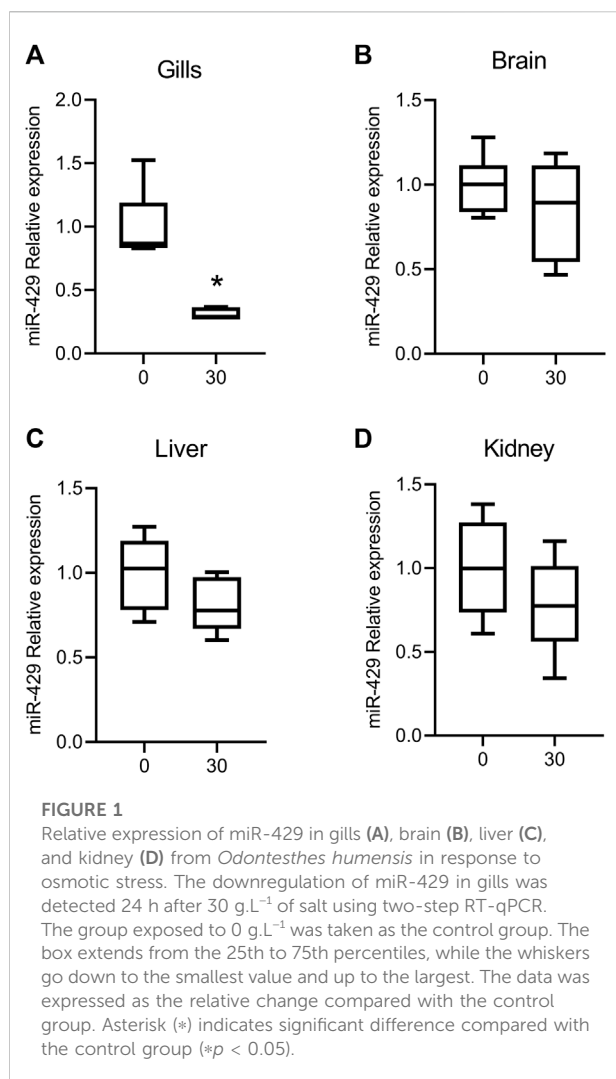 A
Gills
miR-429 Relative expression
2.0
1.5
1.0
0.5
0.0
*
0
30
B
Brain
miR-429 Relative expression
1.5
1.0
0.5
0.0
0
30
C
Liver
miR-429 Relative expression
1.5
1.0
0.5
0.0
0
30
D
Kidney
miR-429 Relative expression
1.5
1.0
0.5
0.0
0
30
FIGURE 1
Relative expression of miR-429 in gills (A), brain (B), liver (C),
and kidney (D) from Odontesthes humensis in response to
osmotic stress. The downregulation of miR-429 in gills was
detected 24 h after 30 g.L⁻¹ of salt using two-step RT-qPCR.
The group exposed to 0 g.L⁻¹ was taken as the control group. The
box extends from the 25th to 75th percentiles, while the whiskers
go down to the smallest value and up to the largest. The data was
expressed as the relative change compared with the control
group. Asterisk (∗) indicates significant difference compared with
the control group (∗p < 0.05).